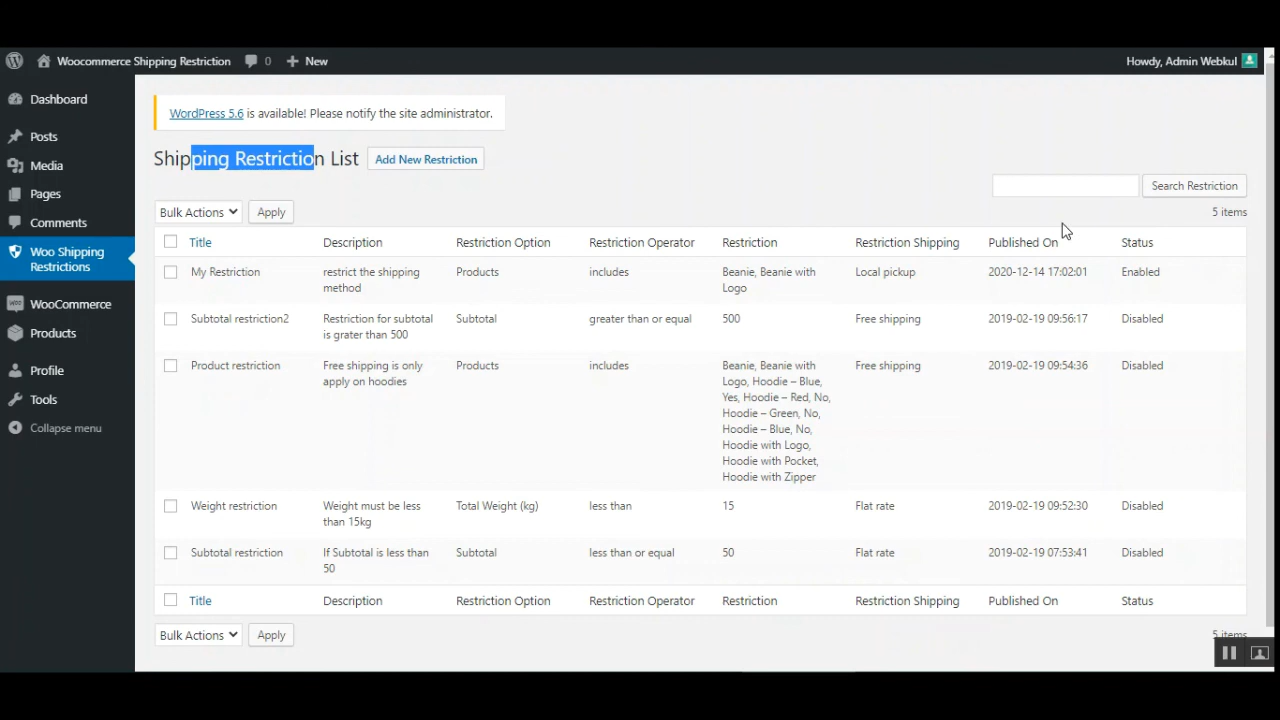 Woocommerce Shipping Restriction 0 New Howdy, Admin Webkul
Dashboard
Posts
Media
Pages
Comments
Woo Shipping
Restrictions
WooCommerce
Products
Profile
Tools
Collapse menu
WordPress 5.6 is available! Please notify the site administrator.
Shipping Restriction List Add New Restriction
Search Restriction
Bulk Actions Apply 5 items
Title Description Restriction Option Restriction Operator Restriction Restriction Shipping Published On Status
My Restriction restrict the shipping Products includes Beanie, Beanie with Local pickup 2020-12-14 17:02:01 Enabled
method Logo
Subtotal restriction2 Restriction for subtotal Subtotal greater than or equal 500 Free shipping 2019-02-19 09:56:17 Disabled
is grater than 500
Product restriction Free shipping is only Products includes Beanie, Beanie with Free shipping 2019-02-19 09:54:36 Disabled
apply on hoodies Logo, Hoodie – Blue,
Yes, Hoodie – Red, No,
Hoodie – Green, No,
Hoodie – Blue, No,
Hoodie with Logo,
Hoodie with Pocket,
Hoodie with Zipper
Weight restriction Weight must be less Total Weight (kg) less than 15 Flat rate 2019-02-19 09:52:30 Disabled
than 15kg
Subtotal restriction If Subtotal is less than Subtotal less than or equal 50 Flat rate 2019-02-19 07:53:41 Disabled
50
Title Description Restriction Option Restriction Operator Restriction Restriction Shipping Published On Status
Bulk Actions Apply 5 items